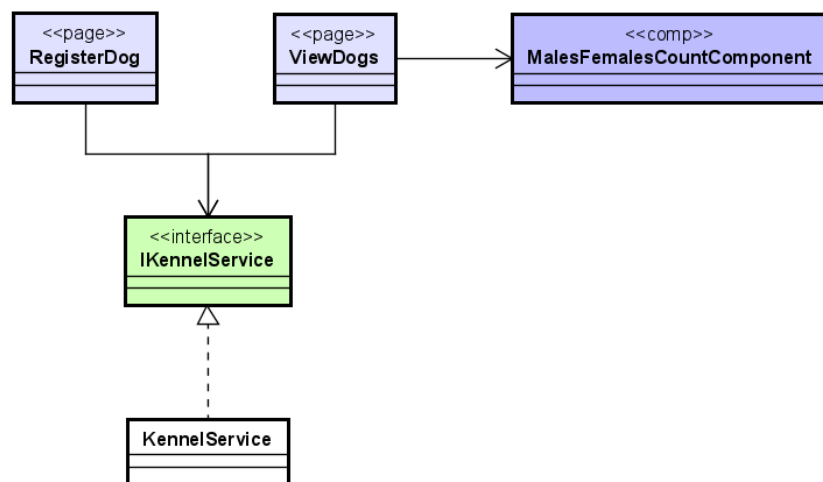 <<page>>
RegisterDog
<<page>>
ViewDogs
<<comp>>
MalesFemalesCountComponent
<<interface>>
IKennelService
KennelService